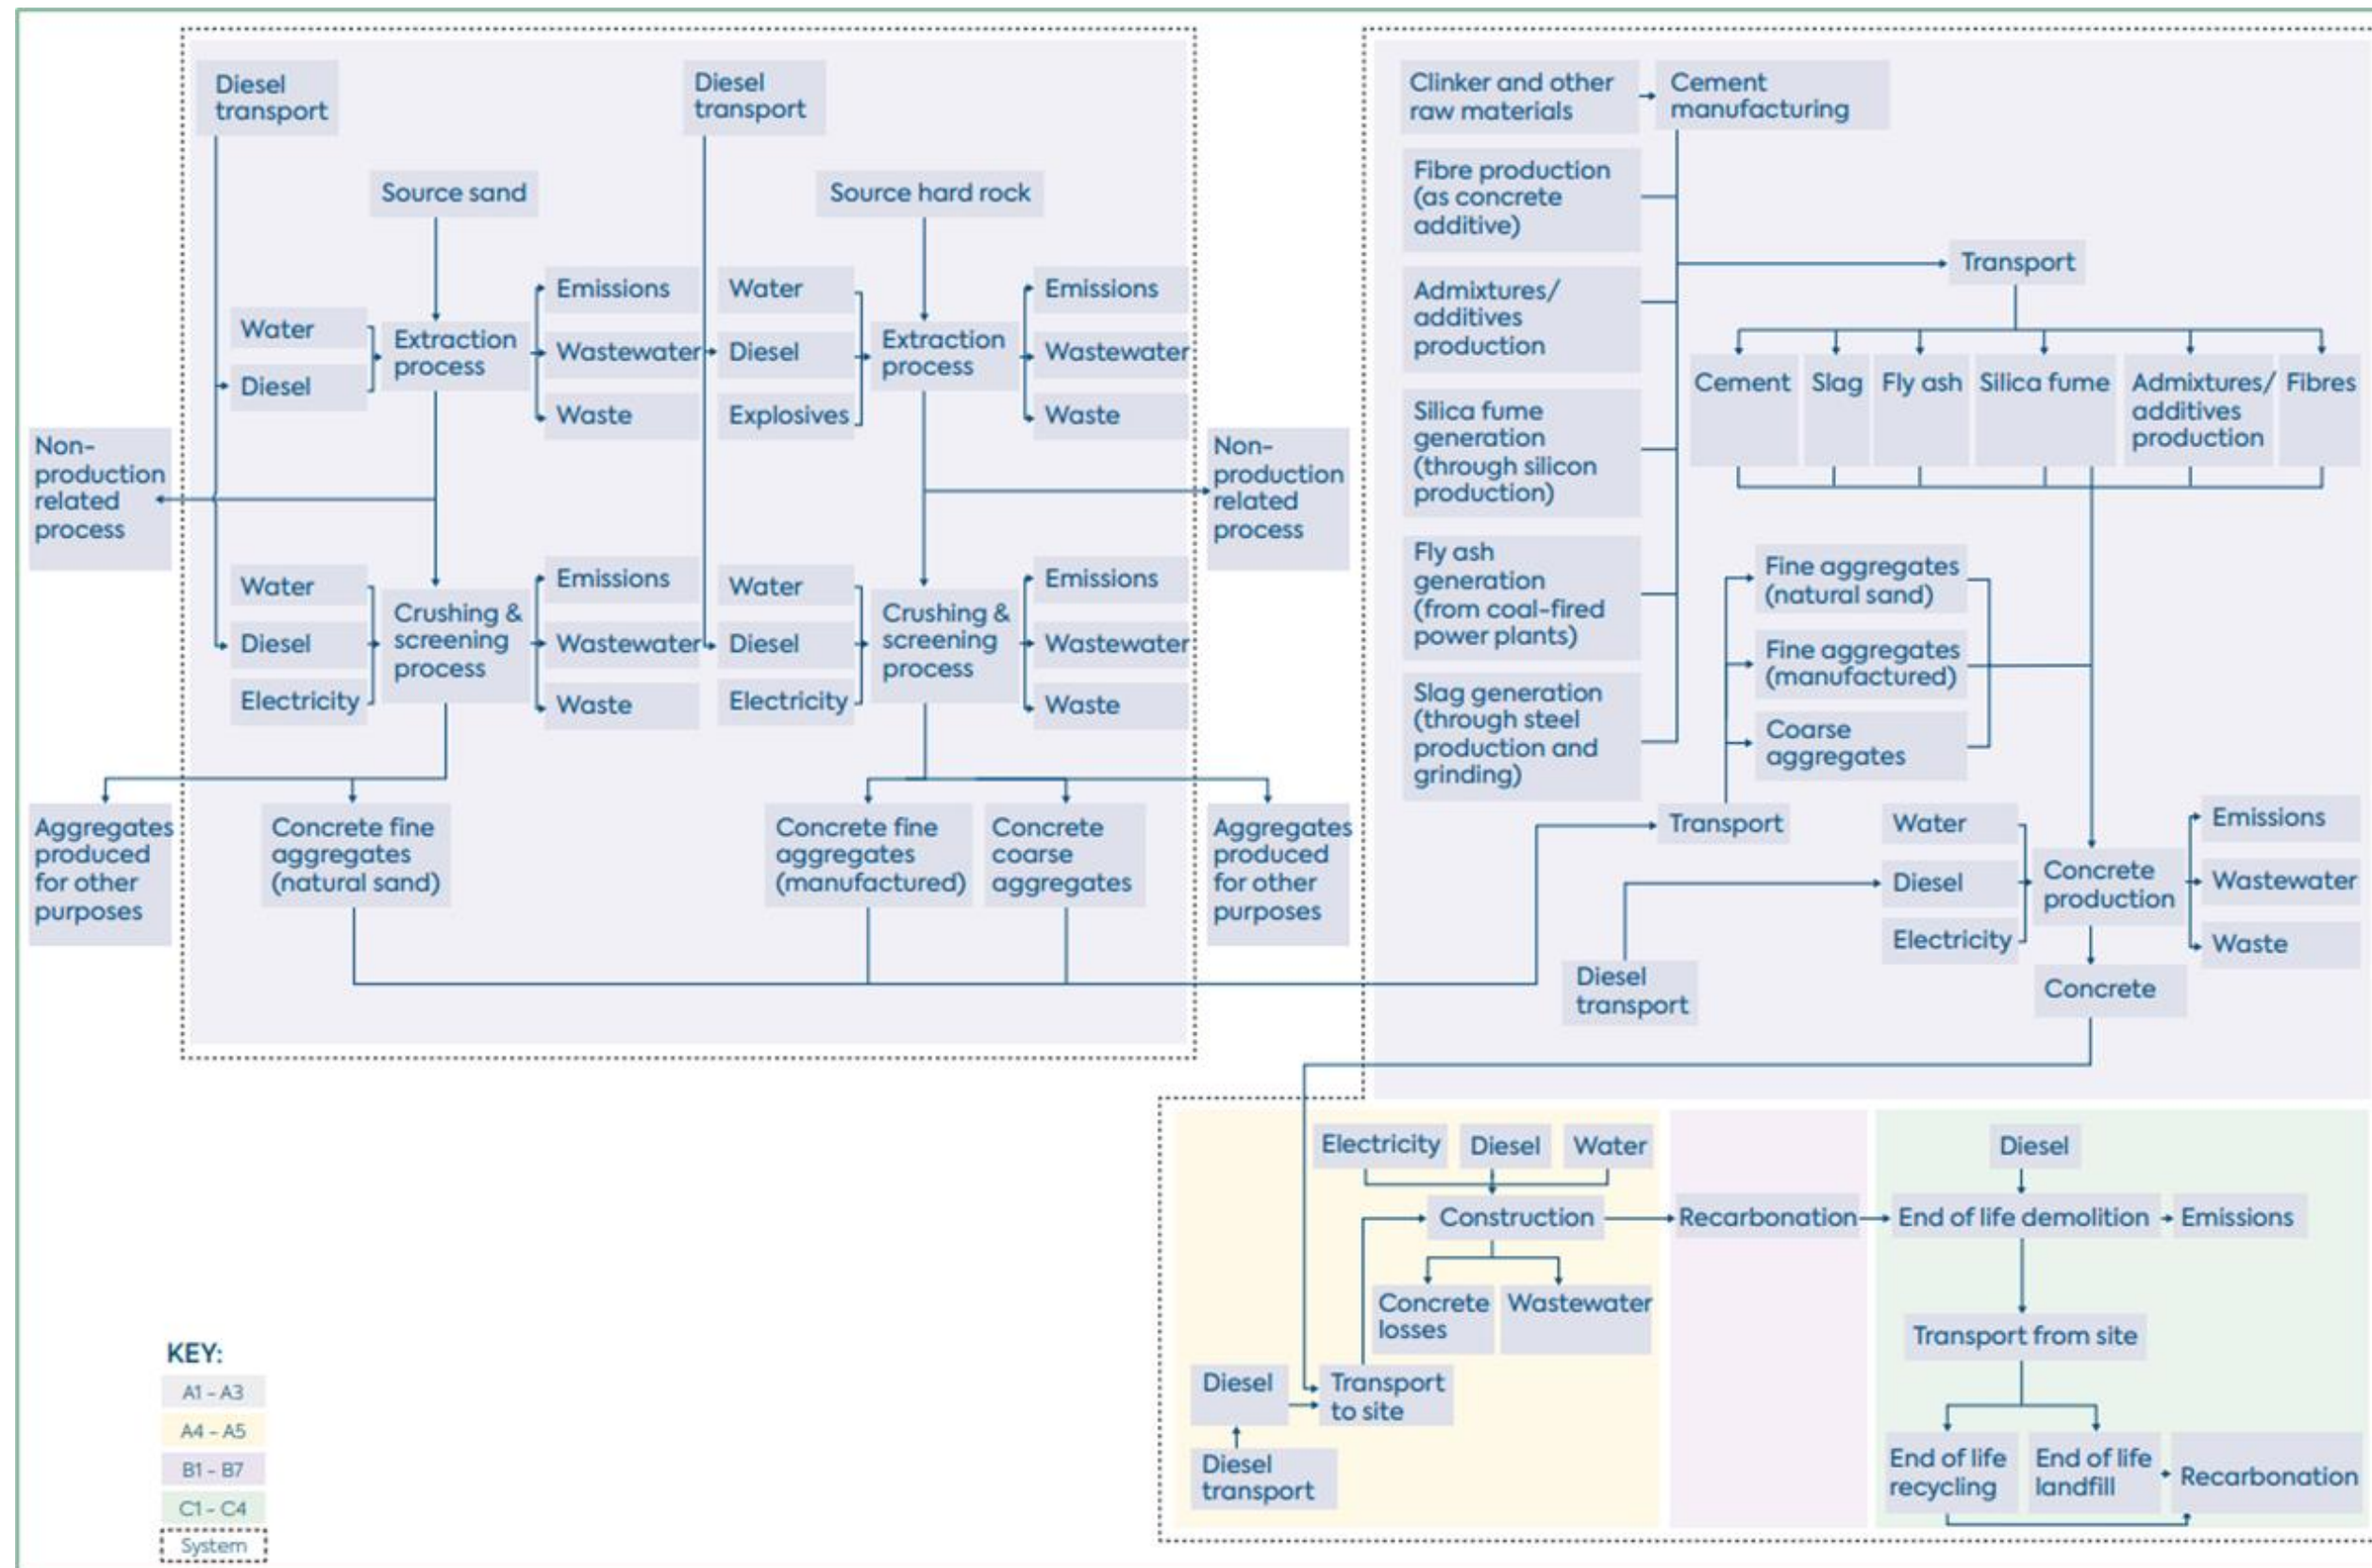 Diesel
transport
Diesel
transport
Source sand
Source hard rock
Water
Diesel
Extraction
process
Emissions
Wastewater
Waste
Water
Diesel
Explosives
Extraction
process
Emissions
Wastewater
Waste
Non-
production
related
process
Non-
production
related
process
Water
Diesel
Electricity
Crushing &
screening
process
Emissions
Wastewater
Waste
Water
Diesel
Electricity
Crushing &
screening
process
Emissions
Wastewater
Waste
Aggregates
produced
for other
purposes
Concrete fine
aggregates
(natural sand)
Concrete fine
aggregates
(manufactured)
Concrete
coarse
aggregates
Aggregates
produced
for other
purposes
Clinker and other
raw materials
Cement
manufacturing
Fibre production
(as concrete
additive)
Admixtures/
additives
production
Silica fume
generation
(through silicon
production)
Fly ash
generation
(from coal-fired
power plants)
Slag generation
(through steel
production and
grinding)
Transport
Cement
Slag
Fly ash
Silica fume
Admixtures/
additives
production
Fibres
Fine aggregates
(natural sand)
Fine aggregates
(manufactured)
Coarse
aggregates
Transport
Water
Diesel
Electricity
Concrete
production
Emissions
Wastewater
Waste
Diesel
transport
Concrete
Electricity
Diesel
Water
Construction
Concrete
losses
Wastewater
Diesel
Transport
to site
Diesel
transport
Recarbonation
Diesel
End of life demolition
Emissions
Transport from site
End of life
recycling
End of life
landfill
Recarbonation
KEY:
A1 - A3
A4 - A5
B1 - B7
C1 - C4
System